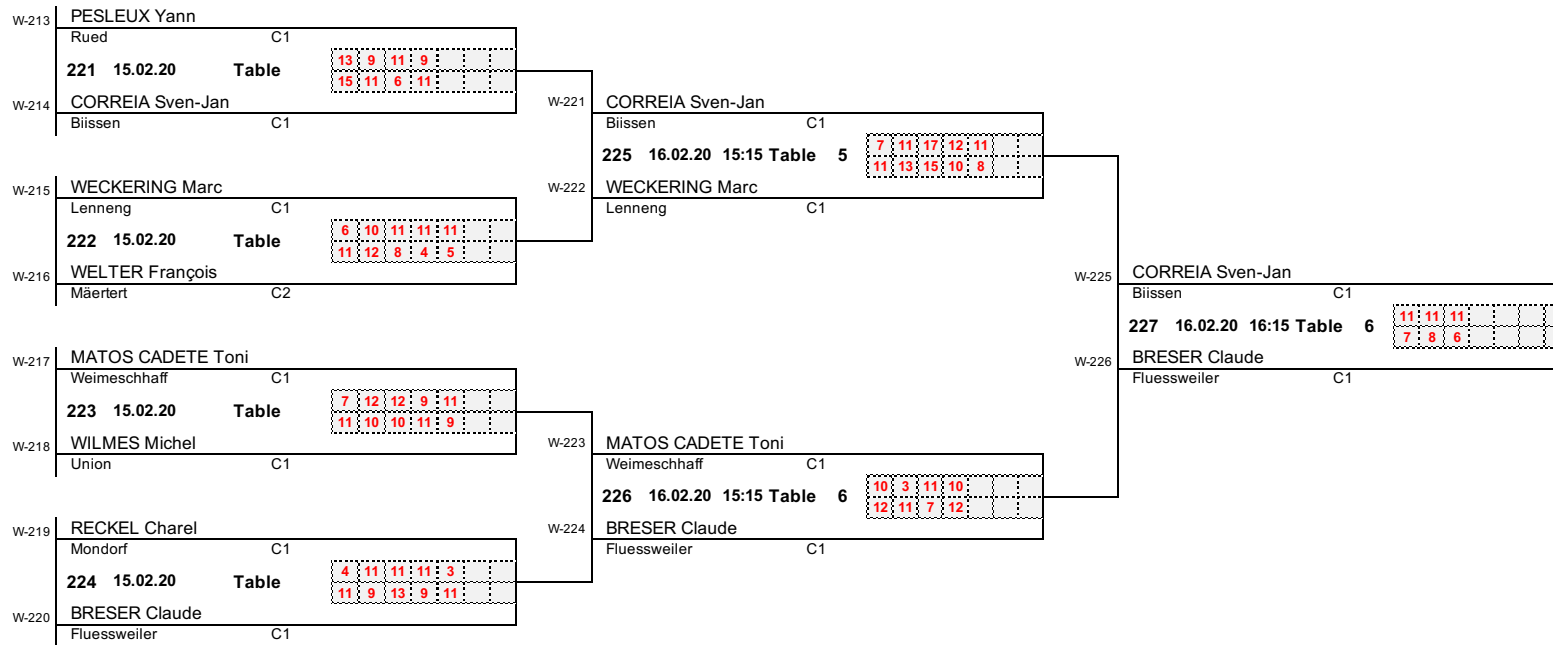 W-213 PESLEUX Yann
Rued C1
221 15.02.20 Table 13 9 11 9
15 11 6 11
W-214 CORREIA Sven-Jan
Biissen C1
W-215 WECKERING Marc
Lenneng C1
222 15.02.20 Table 6 10 11 11 11
11 12 8 4 5
W-216 WELTER François
Mäertert C2
W-217 MATOS CADETE Toni
Weimeschhaff C1
223 15.02.20 Table 7 12 12 9 11
11 10 10 11 9
W-218 WILMES Michel
Union C1
W-219 RECKEL Charel
Mondorf C1
224 15.02.20 Table 4 11 11 11 3
11 9 13 9 11
W-220 BRESER Claude
Fluessweiler C1
W-221 CORREIA Sven-Jan
Biissen C1
225 16.02.20 15:15 Table 5 7 11 17 12 11
11 13 15 10 8
W-222 WECKERING Marc
Lenneng C1
W-223 MATOS CADETE Toni
Weimeschhaff C1
226 16.02.20 15:15 Table 6 10 3 11 10
12 11 7 12
W-224 BRESER Claude
Fluessweiler C1
W-225 CORREIA Sven-Jan
Biissen C1
227 16.02.20 16:15 Table 6 11 11 11
7 8 6
W-226 BRESER Claude
Fluessweiler C1